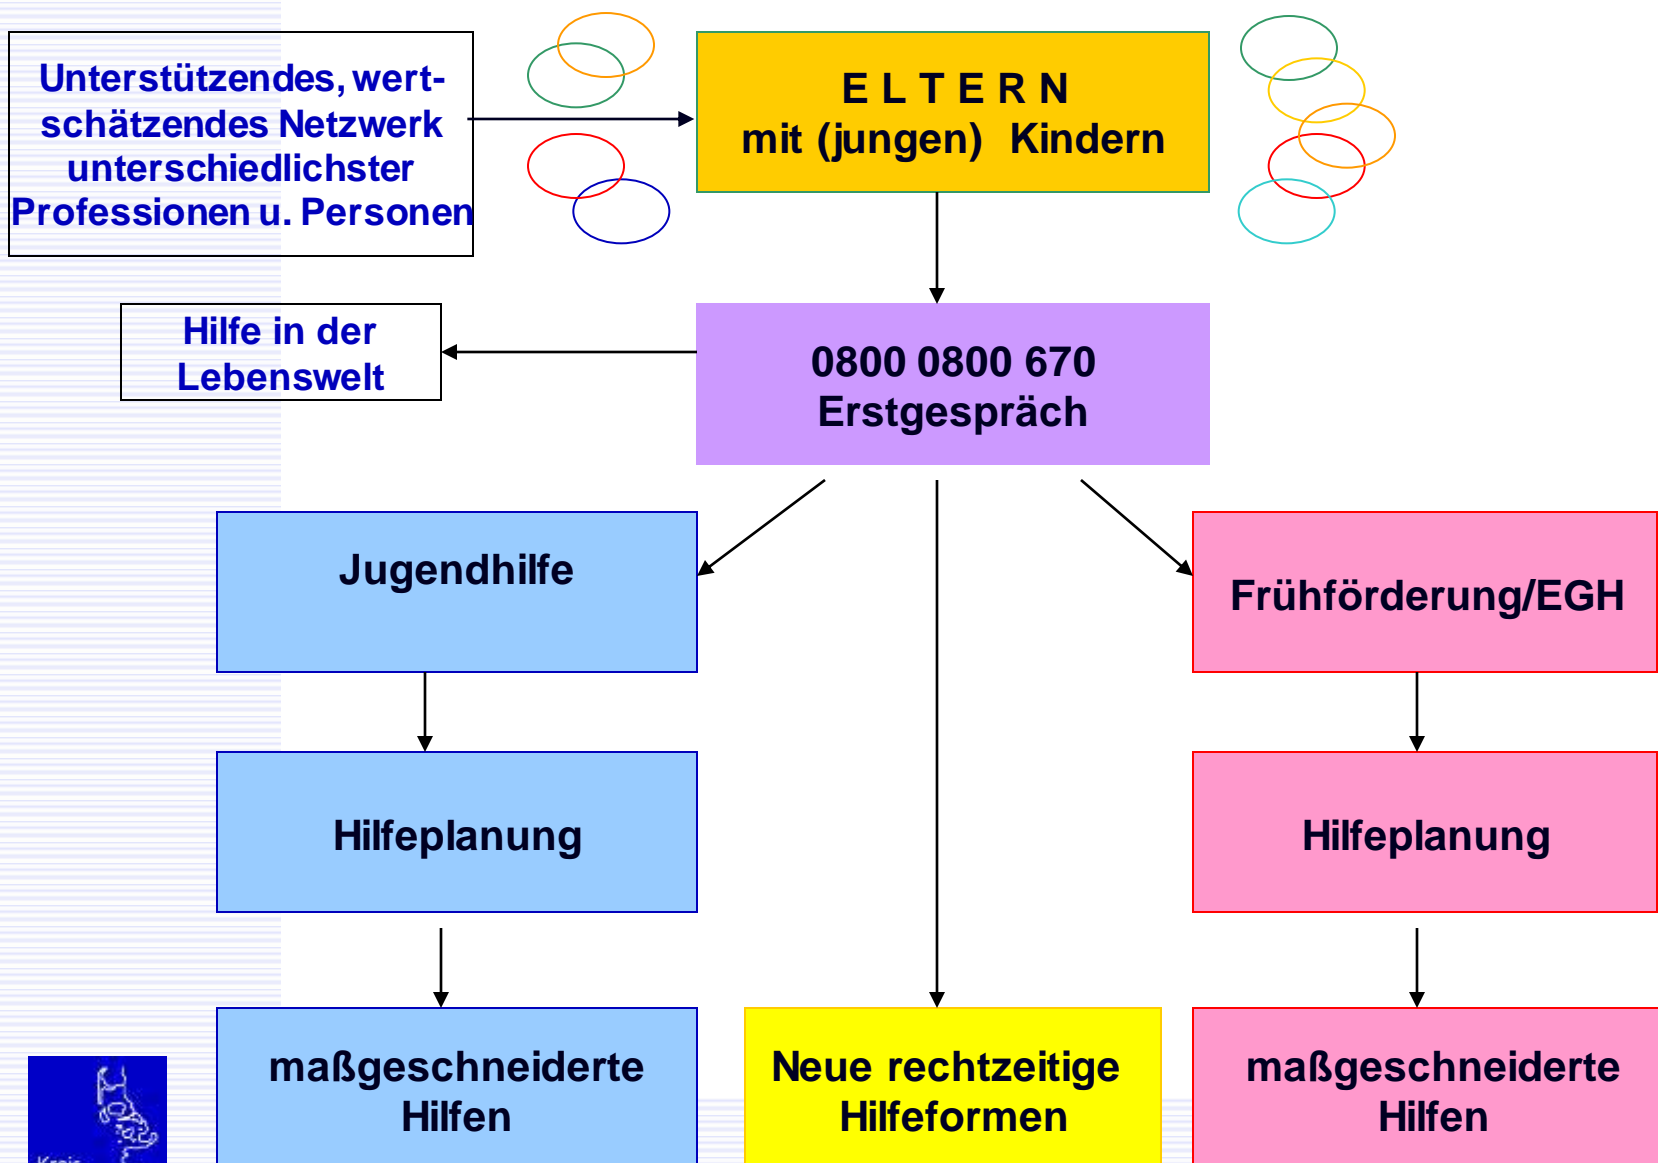 Unterstützendes, wert-
schätzendes Netzwerk
unterschiedlichster
Professionen u. Personen
E L T E R N
mit (jungen) Kindern
Hilfe in der
Lebenswelt
0800 0800 670
Erstgespräch
Jugendhilfe
Frühförderung/EGH
Hilfeplanung
Hilfeplanung
maßgeschneiderte
Hilfen
Neue rechtzeitige
Hilfeformen
maßgeschneiderte
Hilfen